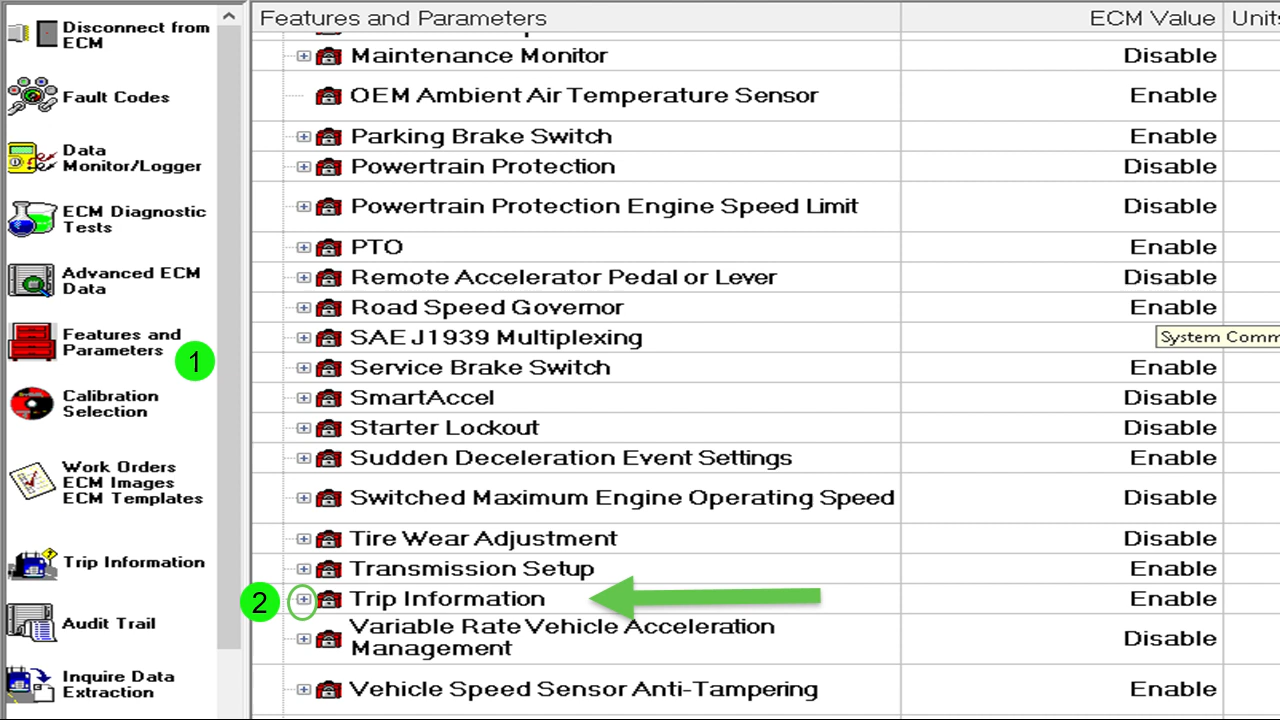 Disconnect from
ECM
Fault Codes
Data
Monitor/Logger
ECM Diagnostic
Tests
Advanced ECM
Data
Features and
Parameters
1
Calibration
Selection
Work Orders
ECM Images
ECM Templates
Trip Information
Audit Trail
Inquire Data
Extraction
Features and Parameters ECM Value Units
Maintenance Monitor Disable
OEM Ambient Air Temperature Sensor Enable
Parking Brake Switch Enable
Powertrain Protection Disable
Powertrain Protection Engine Speed Limit Disable
PTO Enable
Remote Accelerator Pedal or Lever Disable
Road Speed Governor Enable
SAE J1939 Multiplexing
System Comm
Service Brake Switch Enable
SmartAccel Disable
Starter Lockout Disable
Sudden Deceleration Event Settings Enable
Switched Maximum Engine Operating Speed Disable
Tire Wear Adjustment Disable
Transmission Setup
2 Trip Information Enable
Variable Rate Vehicle Acceleration
Management Disable
Vehicle Speed Sensor Anti-Tampering Enable